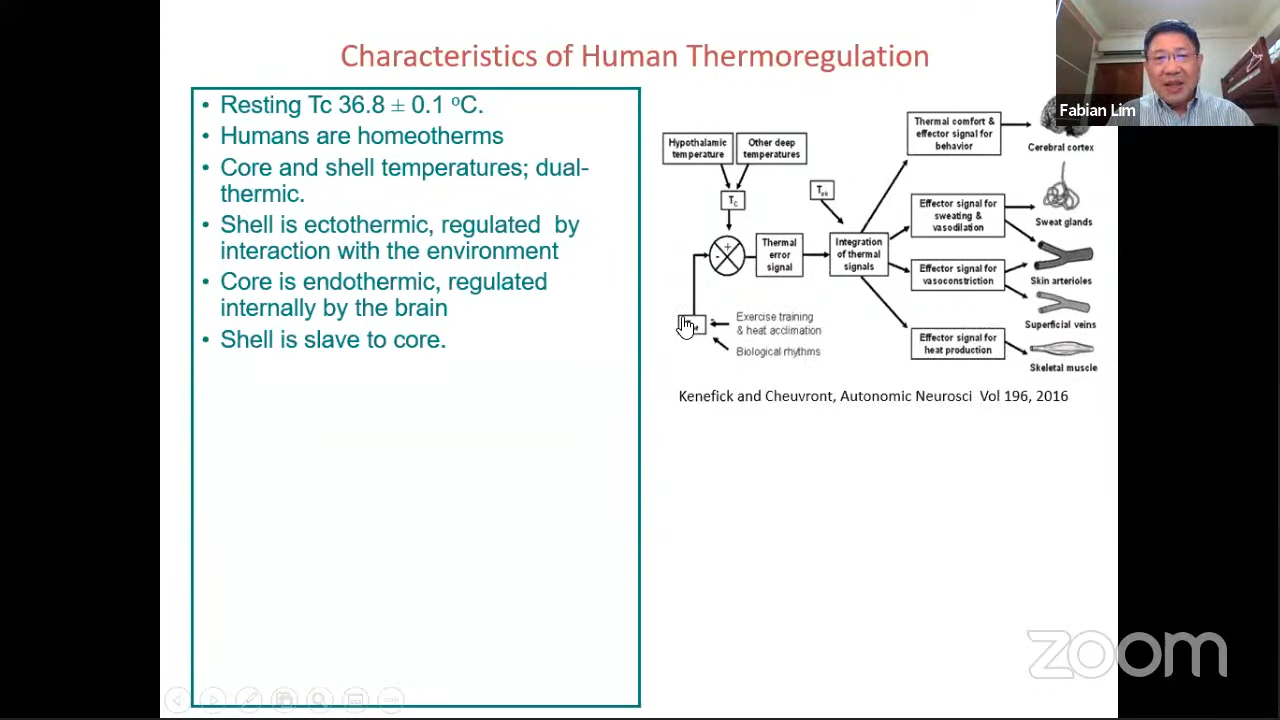 Characteristics of Human Thermoregulation
• Resting Tc 36.8 ± 0.1 ºC.
• Humans are homeotherms
• Core and shell temperatures; dual-
thermic.
• Shell is ectothermic, regulated by
interaction with the environment
• Core is endothermic, regulated
internally by the brain
• Shell is slave to core.
Fabian Lim
Hypothalamic
temperature
Other deep
temperatures
Tc
Tsk
Thermal
error
signal
Integration
of thermal
signals
Exercise training
& heat acclimation
Biological rhythms
Thermal comfort &
effector signal for
behavior
Cerebral cortex
Effector signal for
sweating &
vasodilation
Sweat glands
Effector signal for
vasoconstriction
Skin arterioles
Superficial veins
Effector signal for
heat production
Skeletal muscle
Kenefick and Cheuvront, Autonomic Neurosci Vol 196, 2016
zoom